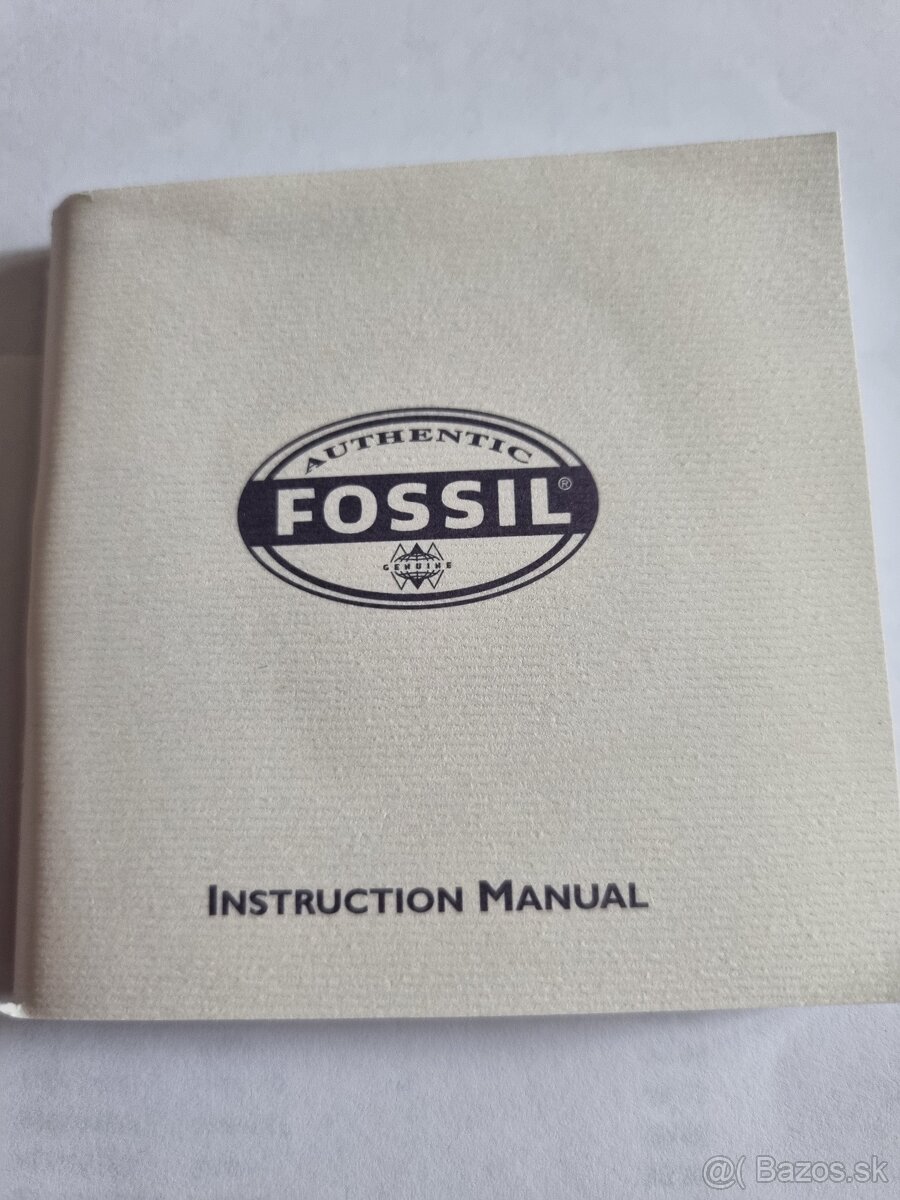 AUTHENTIC
FOSSIL®
GENUINE
INSTRUCTION MANUAL
@( Bazos.sk